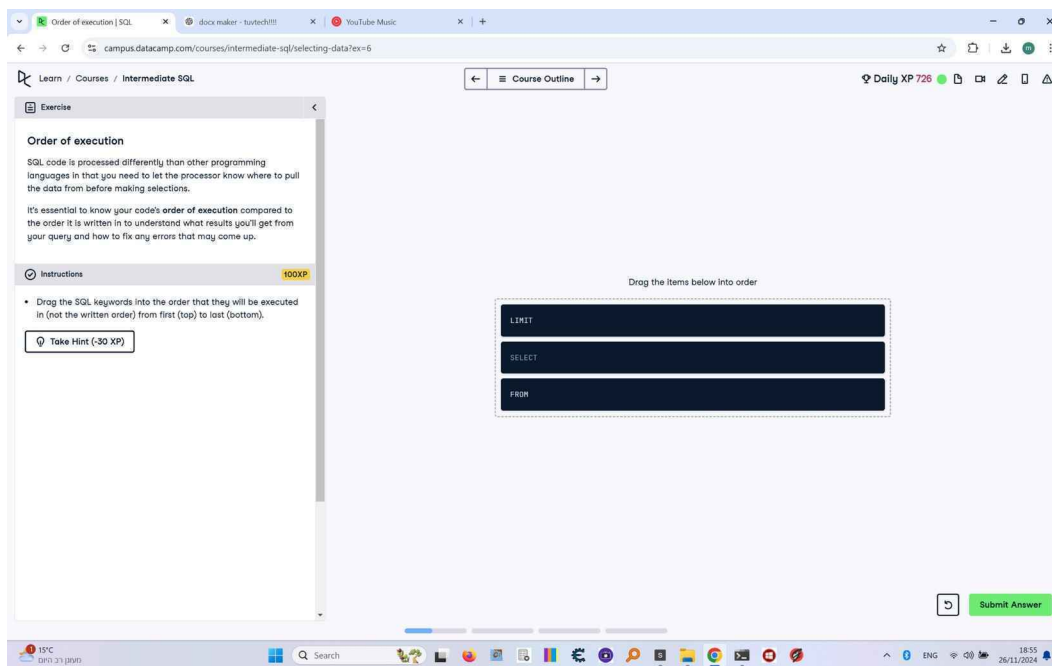 Order of execution | SQL
docx maker - tuvtech!!!!
YouTube Music
campus.datacamp.com/courses/intermediate-sql/selecting-data?ex=6
m
Learn / Courses / Intermediate SQL
Course Outline
Daily XP 726
Exercise
Order of execution
SQL code is processed differently than other programming
languages in that you need to let the processor know where to pull
the data from before making selections.
It's essential to know your code's order of execution compared to
the order it is written in to understand what results you'll get from
your query and how to fix any errors that may come up.
Instructions
100XP
• Drag the SQL keywords into the order that they will be executed
in (not the written order) from first (top) to last (bottom).
Take Hint (-30 XP)
Drag the items below into order
LIMIT
SELECT
FROM
Submit Answer
1
15°C
מעונן רב היום
Search
ENG
18:55
26/11/2024